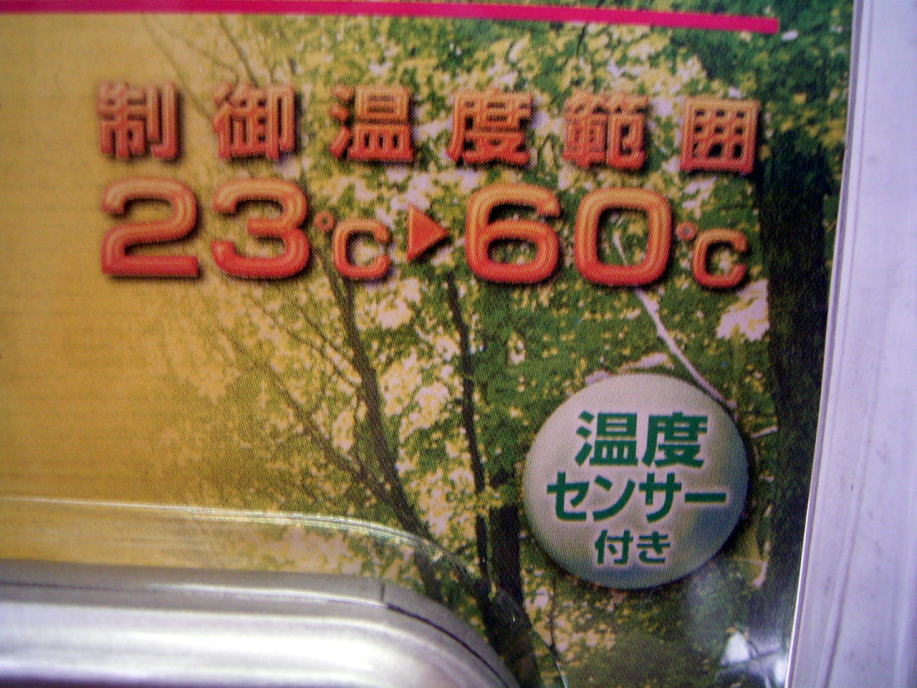 制御温度範囲
23℃▶60℃
温度
センサー
付き